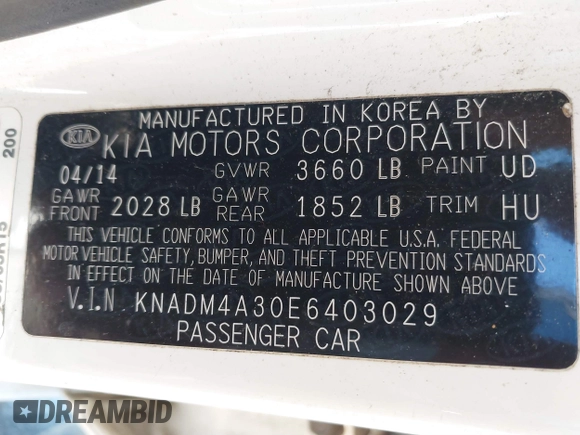 MANUFACTURED IN KOREA BY
KIA KIA MOTORS CORPORATION
04/14 GVWR 3660 LB PAINT UD
GAWR FRONT 2028 LB GAWR REAR 1852 LB TRIM HU
THIS VEHICLE CONFORMS TO ALL APPLICABLE U.S.A. FEDERAL
MOTOR VEHICLE SAFETY, BUMPER, AND THEFT PREVENTION STANDARDS
IN EFFECT ON THE DATE OF MANUFACTURE SHOWN ABOVE
V.I.N KNADM4A30E6403029
PASSENGER CAR
200
DREAMBID